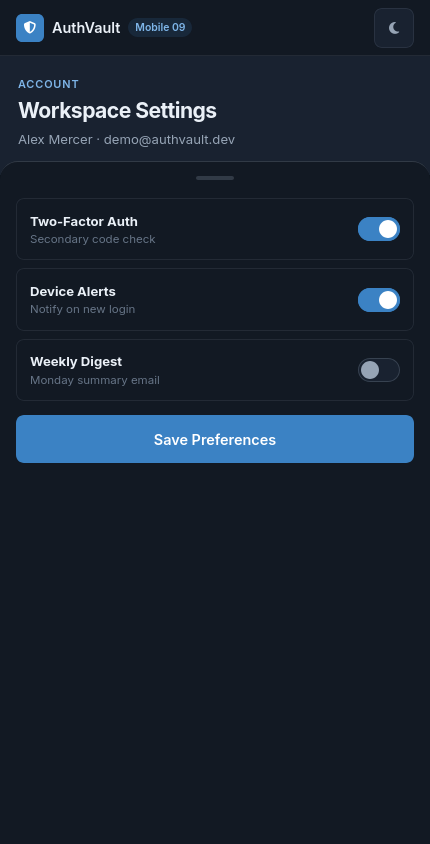 AuthVault Mobile 09
ACCOUNT
Workspace Settings
Alex Mercer · demo@authvault.dev
Two-Factor Auth
Secondary code check
Device Alerts
Notify on new login
Weekly Digest
Monday summary email
Save Preferences